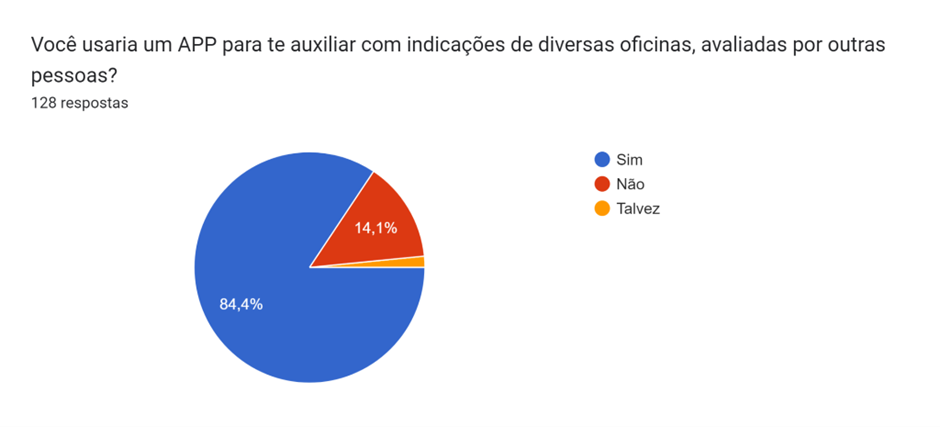 Você usaria um APP para te auxiliar com indicações de diversas oficinas, avaliadas por outras
pessoas?
128 respostas
Sim
Não
Talvez
14,1%
84,4%